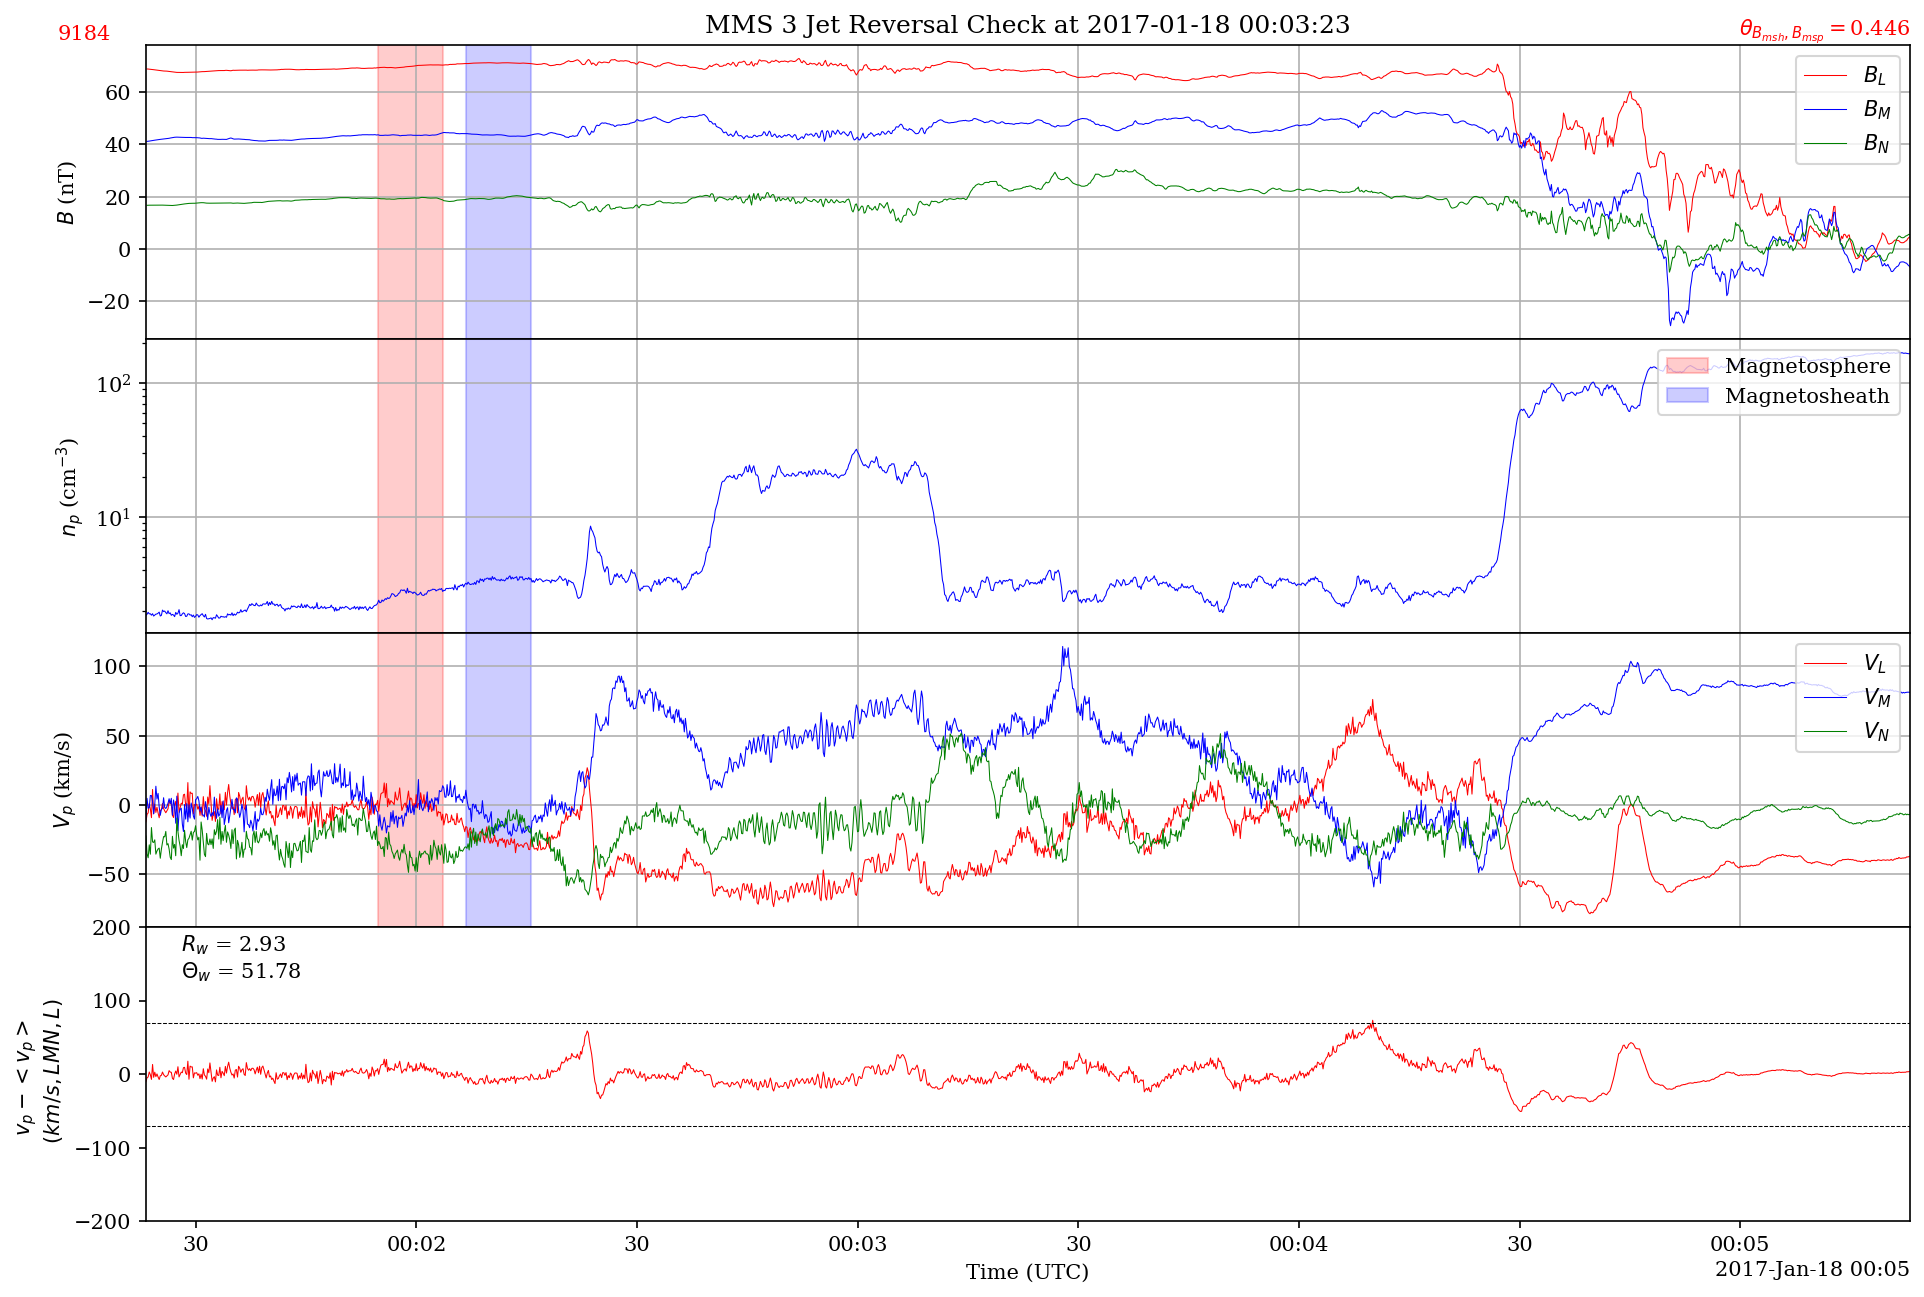 MMS 3 Jet Reversal Check at 2017-01-18 00:03:23
9184
θ_{B_{msh}, B_{msp}} = 0.446
B (nT)
60
40
20
0
−20
B_L
B_M
B_N
n_p (cm^{−3})
10^2
10^1
Magnetosphere
Magnetosheath
V_p (km/s)
100
50
0
−50
V_L
V_M
V_N
v_p − < v_p >
(km/s, LMN, L)
200
100
0
−100
−200
R_w = 2.93
Θ_w = 51.78
30 00:02 30 00:03 30 00:04 30 00:05
Time (UTC)
2017-Jan-18 00:05